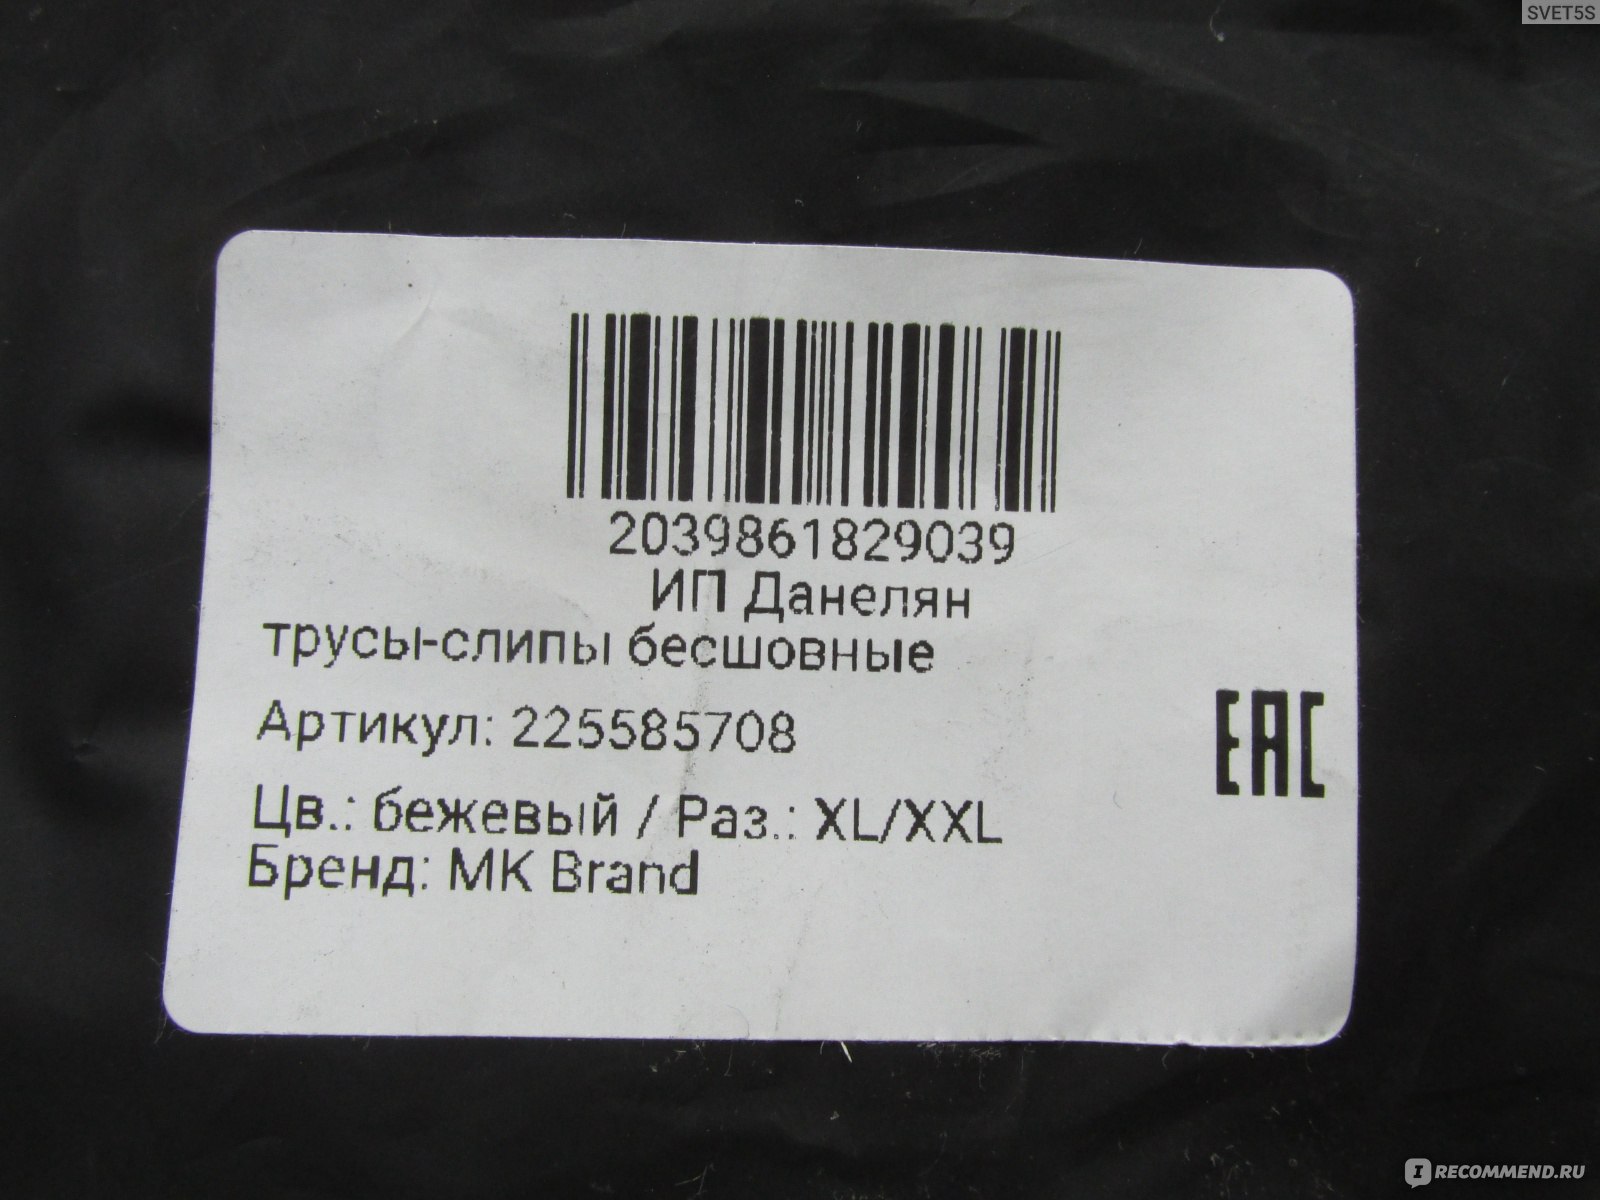 SVET5S
2039861829039
ИП Данелян
трусы-слипы бесшовные
Артикул: 225585708
Цв.: бежевый / Раз.: XL/XXL
Бренд: MK Brand
EAC
IRECOMMEND.RU